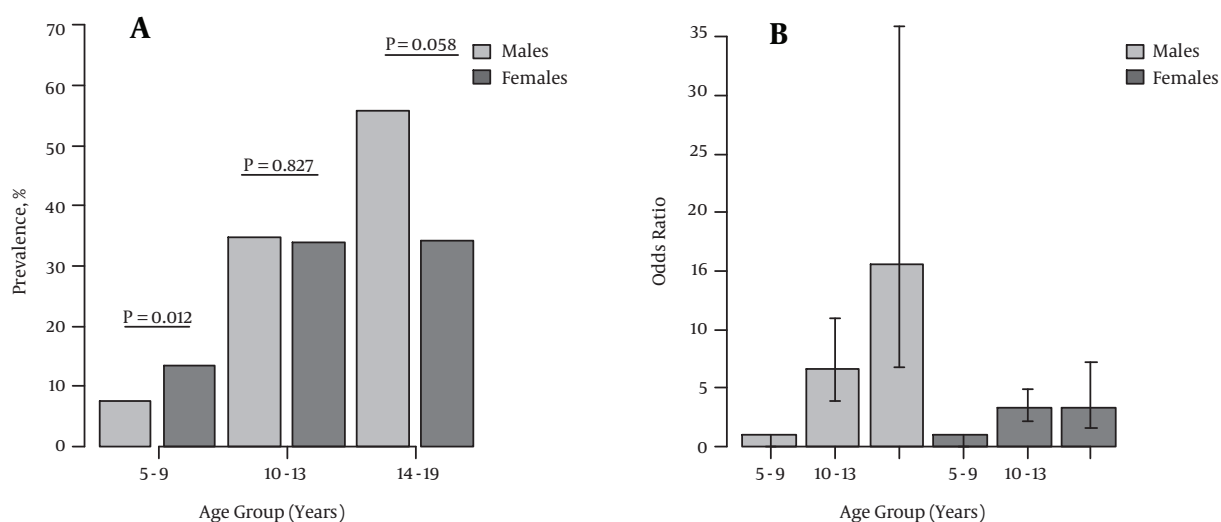 A
70
60
50
40
30
20
10
0
Prevalence, %
P = 0.058
P = 0.827
P = 0.012
Males
Females
5 - 9
10 - 13
14 - 19
Age Group (Years)
B
35
30
25
20
16
10
5
0
Odds Ratio
Males
Females
5 - 9
10 - 13
5 - 9
10 - 13
Age Group (Years)